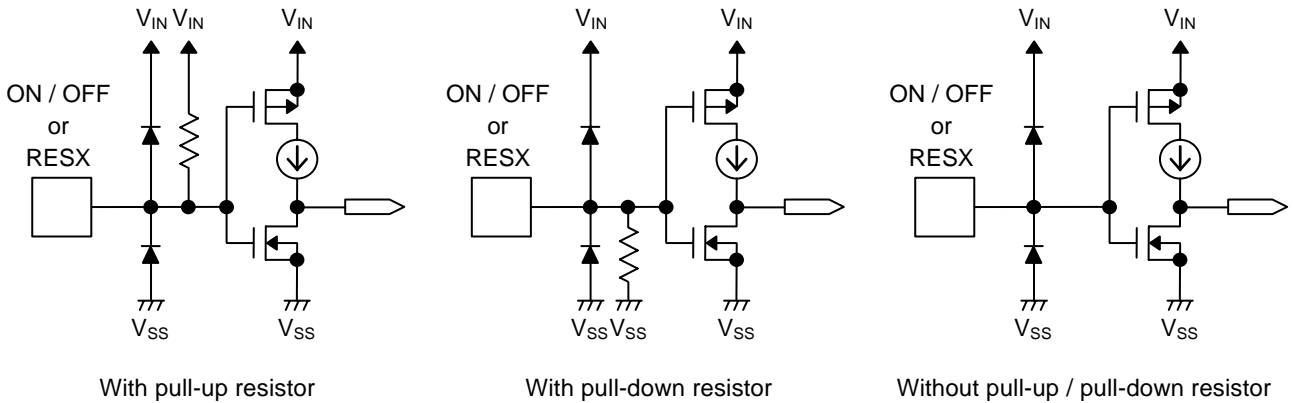 V_IN V_IN V_IN
ON / OFF
or
RESX
V_SS V_SS
With pull-up resistor
V_IN V_IN
ON / OFF
or
RESX
V_SS V_SS V_SS
With pull-down resistor
V_IN V_IN
ON / OFF
or
RESX
V_SS V_SS
Without pull-up / pull-down resistor